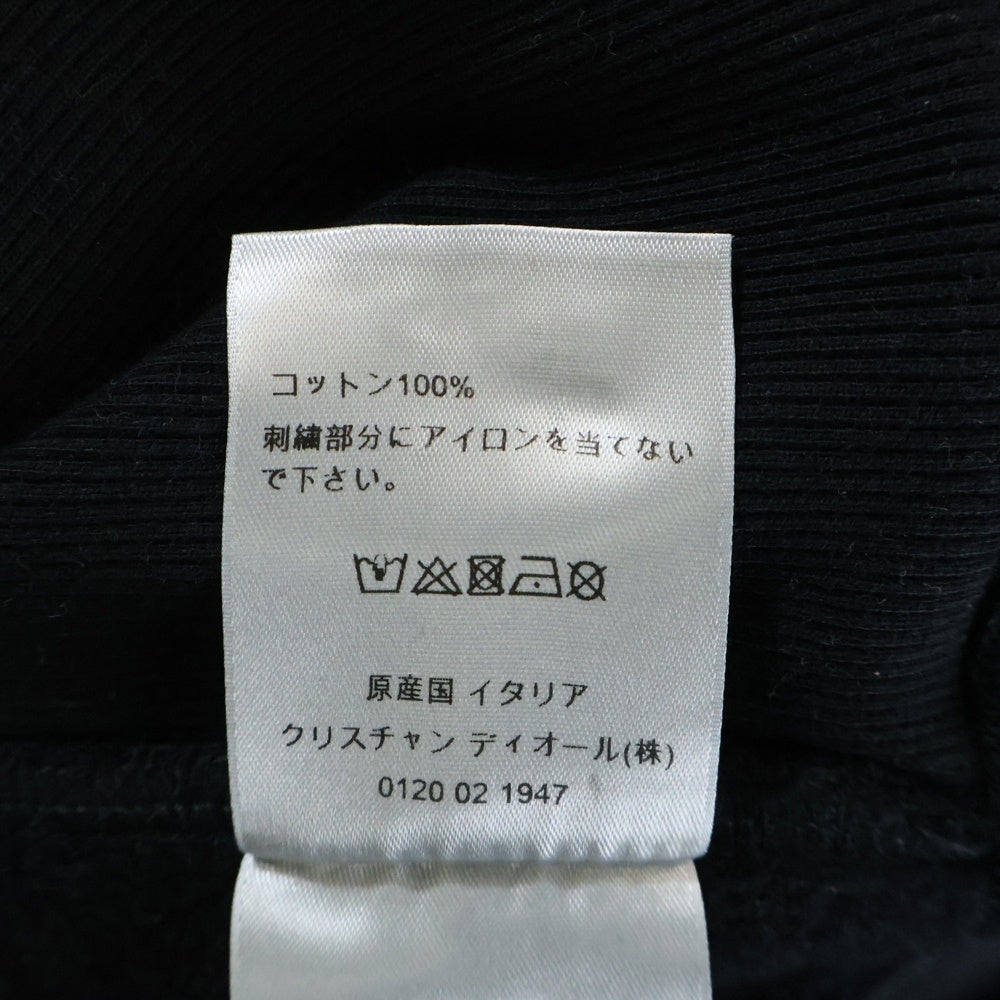 コットン100%
刺繍部分にアイロンを当てない
で下さい。
原産国 イタリア
クリスチャン ディオール(株)
0120 02 1947